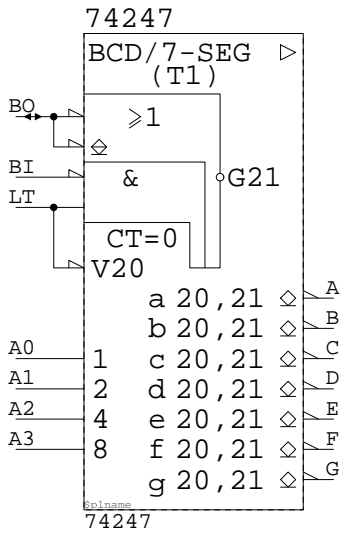 74247
BCD/7-SEG
(T1)
BO
≥1
BI
&
G21
LT
CT=0
V20
a 20,21 A
b 20,21 B
A0 1 c 20,21 C
A1 2 d 20,21 D
A2 4 e 20,21 E
A3 8 f 20,21 F
g 20,21 G
$plname
74247